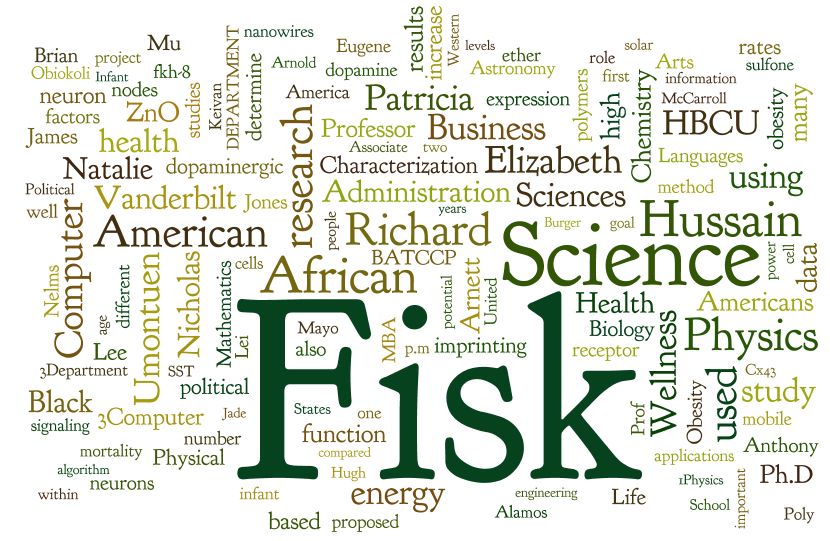 nanowires
Mu
Brian
project
Eugene
results
increase
Western
levels
ether
solar
rates
Obiokoli
Infant
fkh-8
Keivan
DEPARTMENT
determine
Arnold
dopamine
Astronomy
role
first
Arts
sulfone
information
neuron
nodes
studies
America
Patricia
expression
polymers
high
Chemistry
McCarroll
obesity
many
factors
ZnO
James
health
research
Professor
Business
HBCU
Associate
two
Languages
Natalie
dopaminergic
Characterization
Elizabeth
method
using
Political
Vanderbilt
Jones
Administration
Sciences
well
Computer
American
people
years
Richard
Burger
goal
Hussain
Science
power
cell
data
BATCCP
Nelms
different
Umontuen
Nicholas
Mathematics
cells
African
potential
Arnett
United
Health
Americans
age
Lei
Fisk
Mayo
also
MBA
p.m
imprinting
Biology
receptor
Wellness
Physics
Lee
3Department
SST
political
Black
signaling
3Computer
Jade
States
one
function
compared
Prof
Obesity
used
Cx43
study
mobile
number
mortality
Physical
Hugh
Anthony
applications
algorithm
neurons
within
infant
energy
engineering
Life
1Physics
School
important
Ph.D
based
proposed
Alamos
Poly